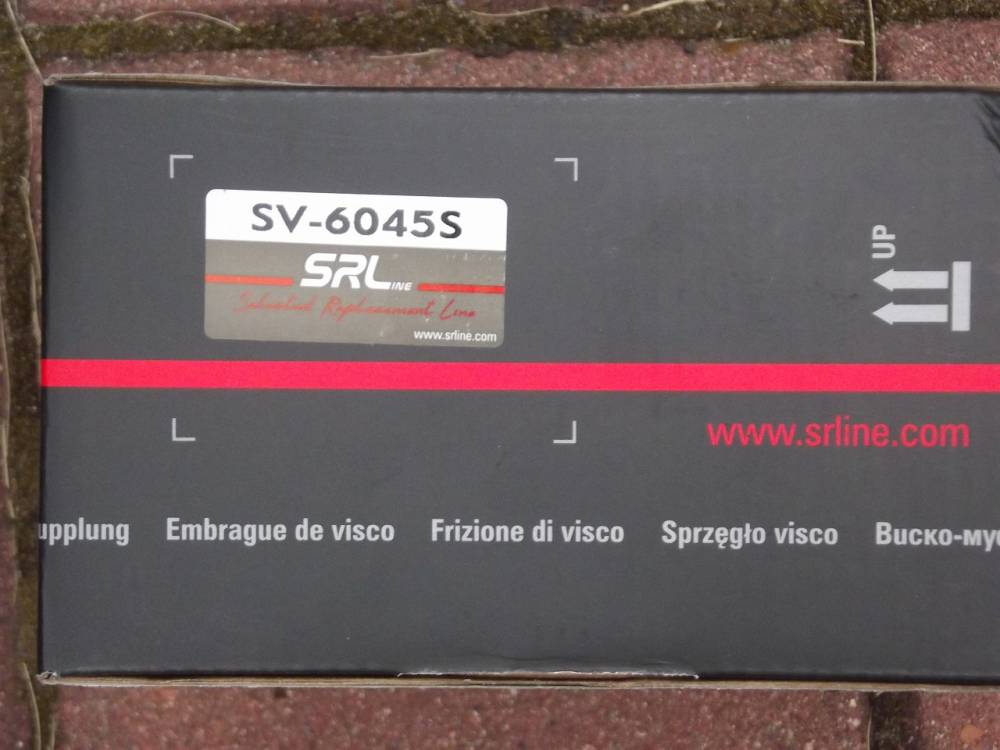 SV-6045S
SRLINE
Selected Replacement Line
www.srline.com
UP
www.srline.com
upplung Embrague de visco Frizione di visco Sprzęgło visco Виско-му